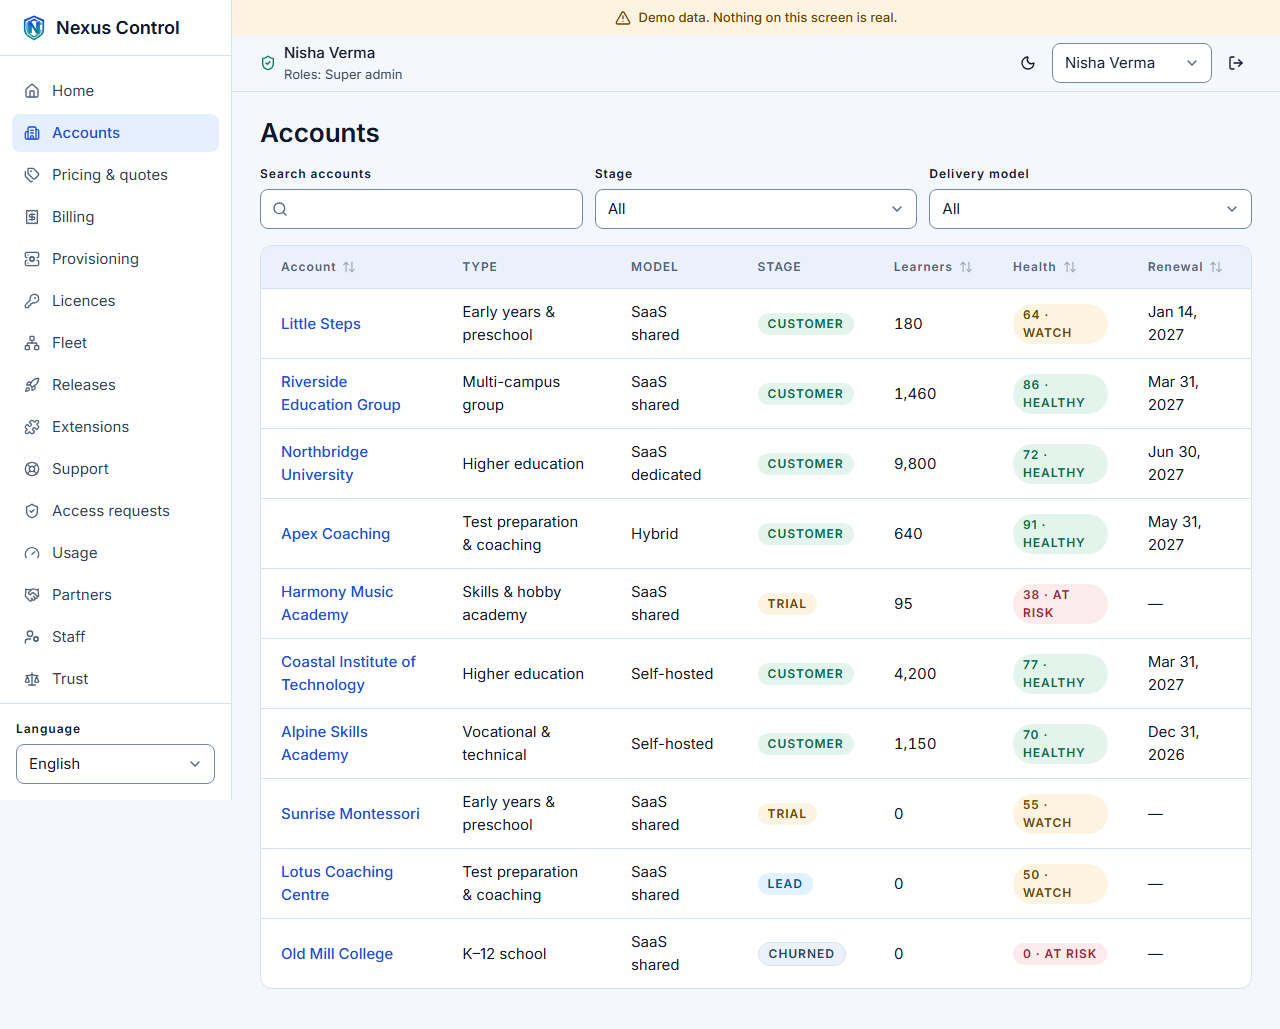 Nexus Control
Demo data. Nothing on this screen is real.
Nisha Verma
Roles: Super admin
Nisha Verma
Home
Accounts
Pricing & quotes
Billing
Provisioning
Licences
Fleet
Releases
Extensions
Support
Access requests
Usage
Partners
Staff
Trust
Language
English
Accounts
Search accounts
Stage
Delivery model
All
All
Account TYPE MODEL STAGE Learners Health Renewal
Little Steps
Early years &
preschool
SaaS
shared
CUSTOMER
180
64 ·
WATCH
Jan 14,
2027
Riverside
Education Group
Multi-campus
group
SaaS
shared
CUSTOMER
1,460
86 ·
HEALTHY
Mar 31,
2027
Northbridge
University
Higher education
SaaS
dedicated
CUSTOMER
9,800
72 ·
HEALTHY
Jun 30,
2027
Apex Coaching
Test preparation
& coaching
Hybrid
CUSTOMER
640
91 ·
HEALTHY
May 31,
2027
Harmony Music
Academy
Skills & hobby
academy
SaaS
shared
TRIAL
95
38 · AT
RISK
—
Coastal Institute of
Technology
Higher education
Self-hosted
CUSTOMER
4,200
77 ·
HEALTHY
Mar 31,
2027
Alpine Skills
Academy
Vocational &
technical
Self-hosted
CUSTOMER
1,150
70 ·
HEALTHY
Dec 31,
2026
Sunrise Montessori
Early years &
preschool
SaaS
shared
TRIAL
0
55 ·
WATCH
—
Lotus Coaching
Centre
Test preparation
& coaching
SaaS
shared
LEAD
0
50 ·
WATCH
—
Old Mill College
K–12 school
SaaS
shared
CHURNED
0
0 · AT RISK
—